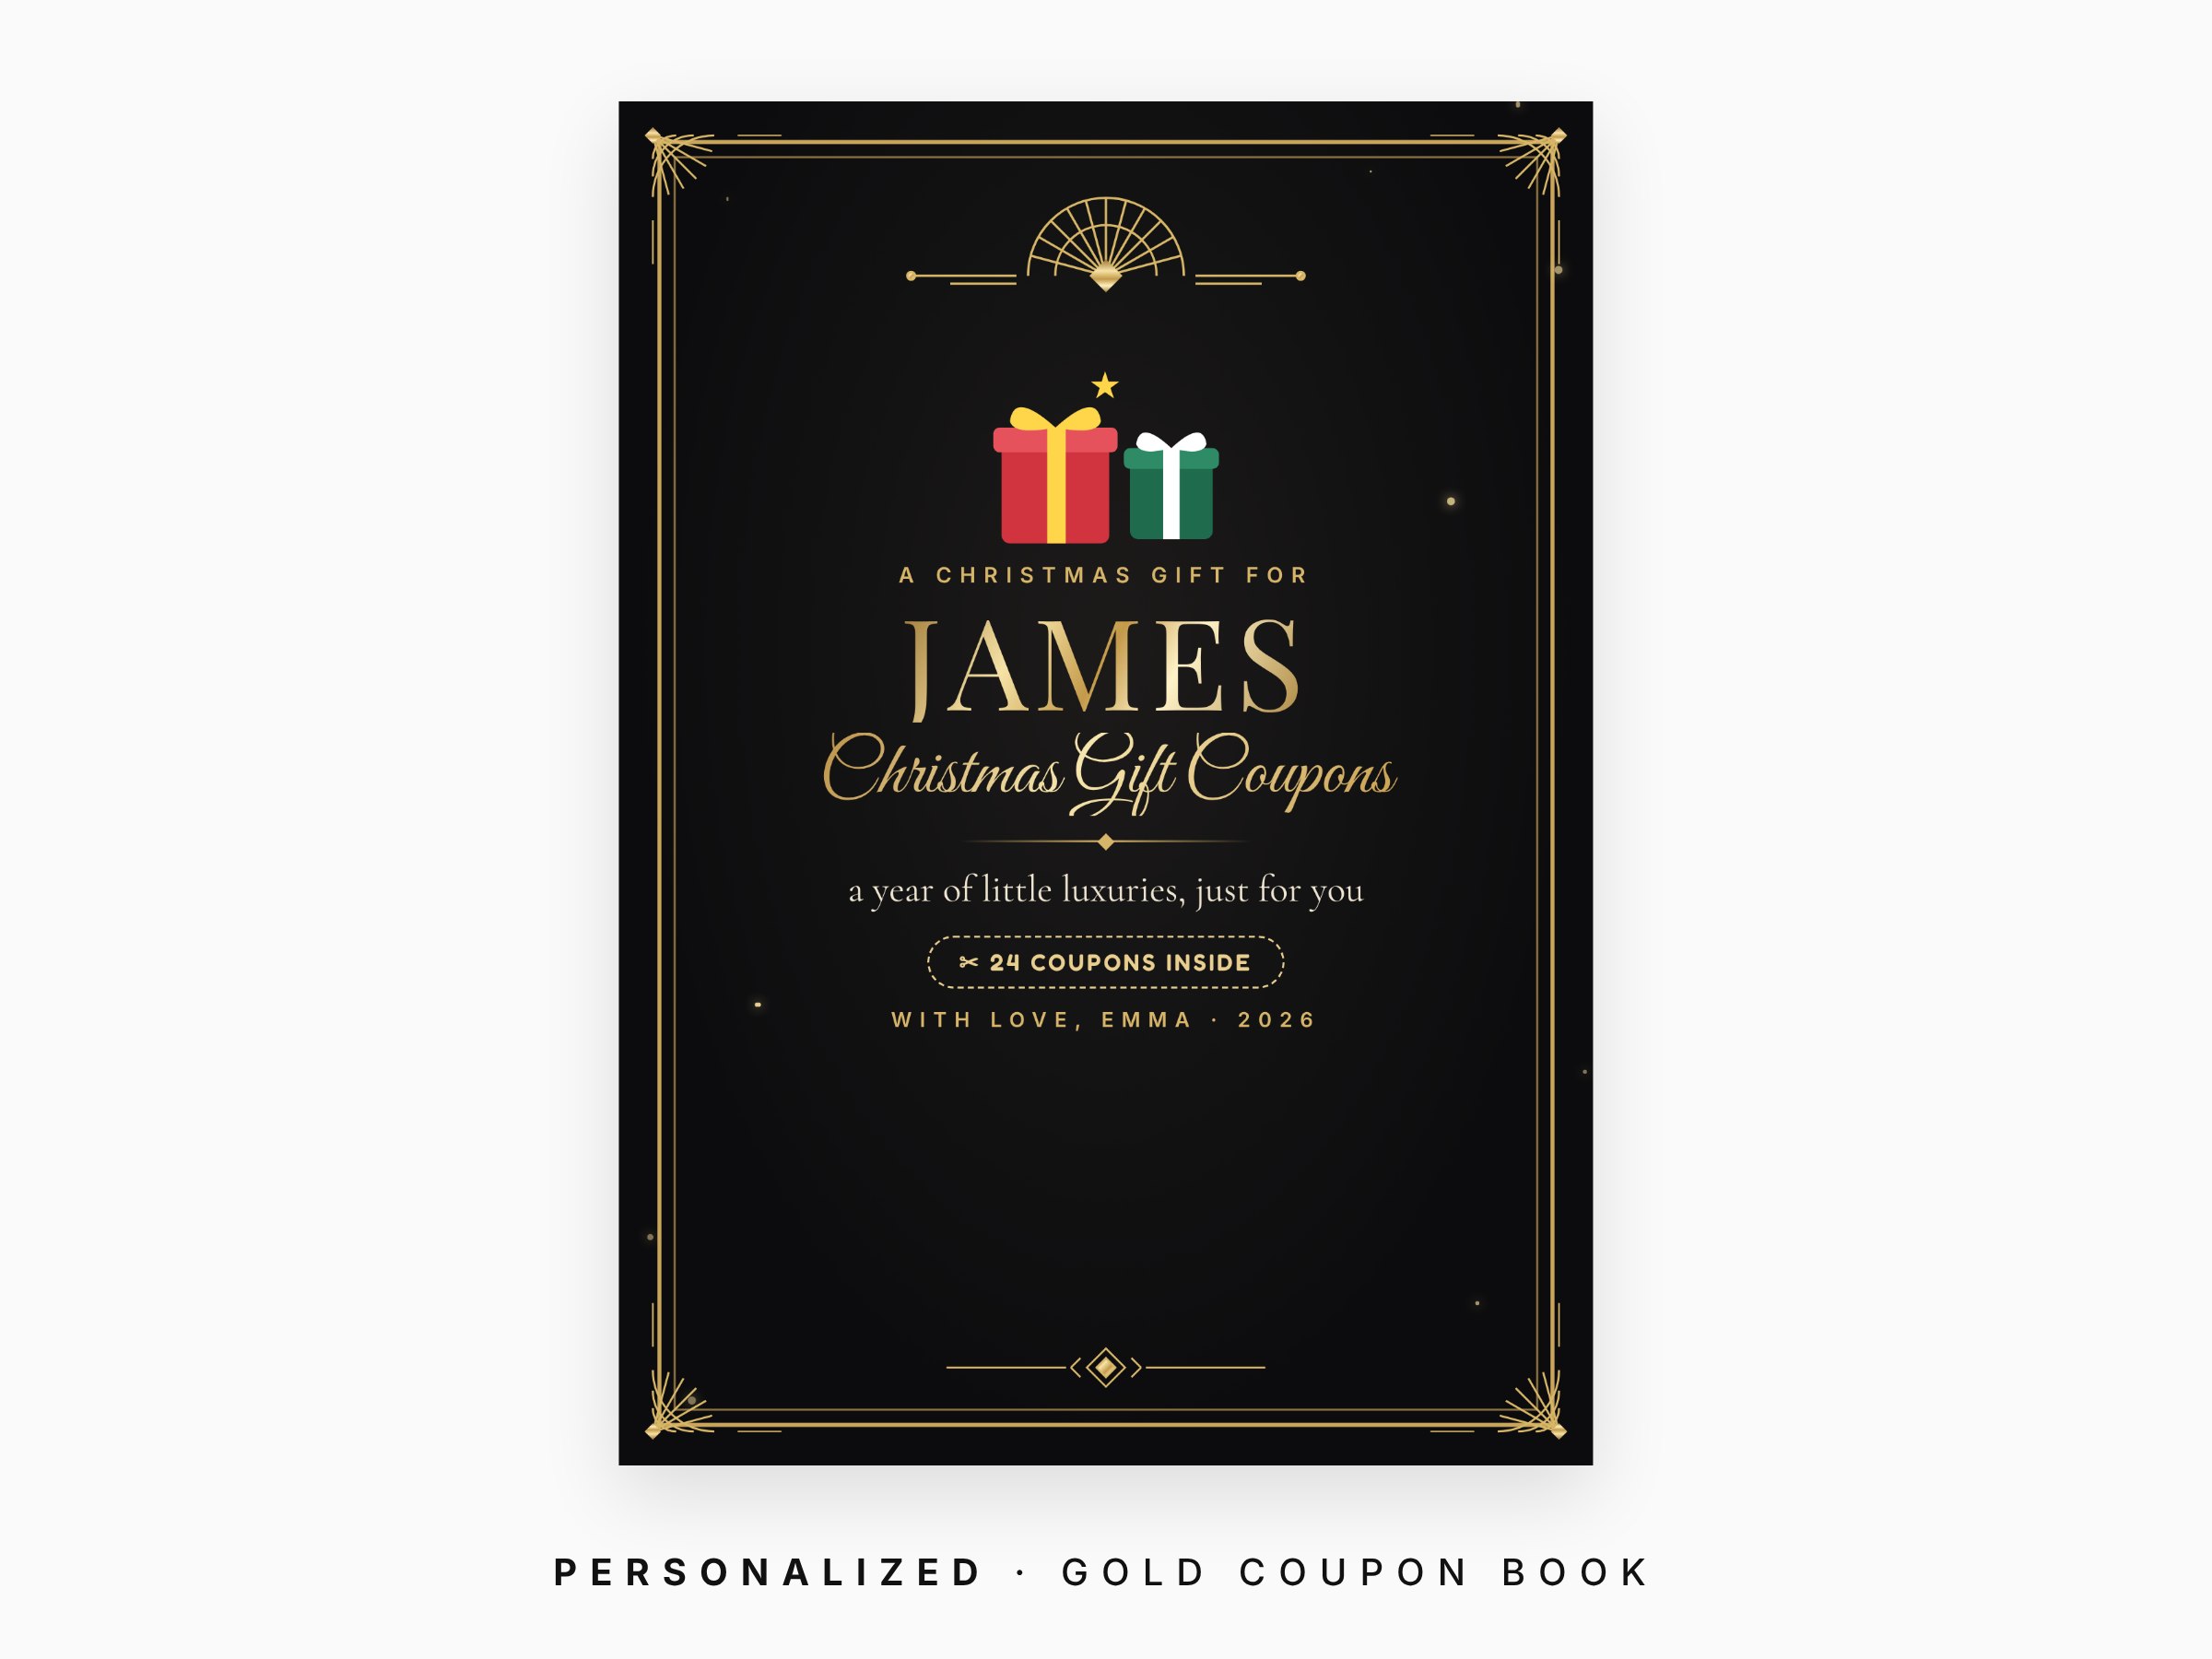 A CHRISTMAS GIFT FOR
JAMES
Christmas Gift Coupons
a year of little luxuries, just for you
✂ 24 COUPONS INSIDE
WITH LOVE, EMMA · 2026
PERSONALIZED · GOLD COUPON BOOK